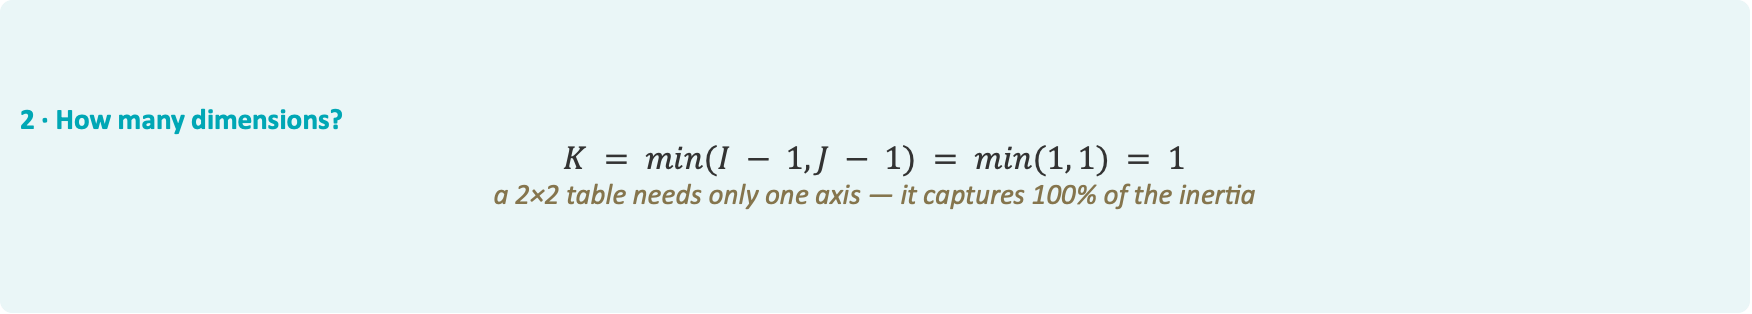 2 · How many dimensions?
K = min(I − 1, J − 1) = min(1, 1) = 1
a 2×2 table needs only one axis — it captures 100% of the inertia